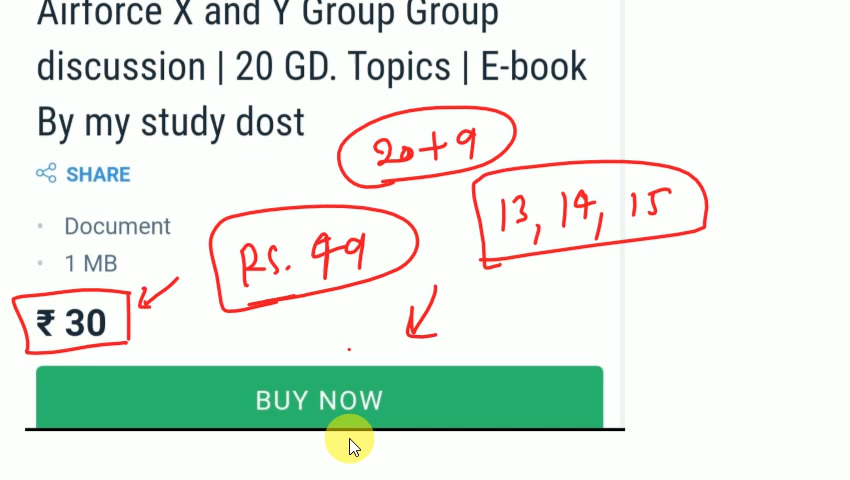 Airforce X and Y Group Group
discussion | 20 GD. Topics | E-book
By my study dost
20+9
SHARE
13, 14, 15
Document
Rs. 49
1 MB
₹ 30
BUY NOW